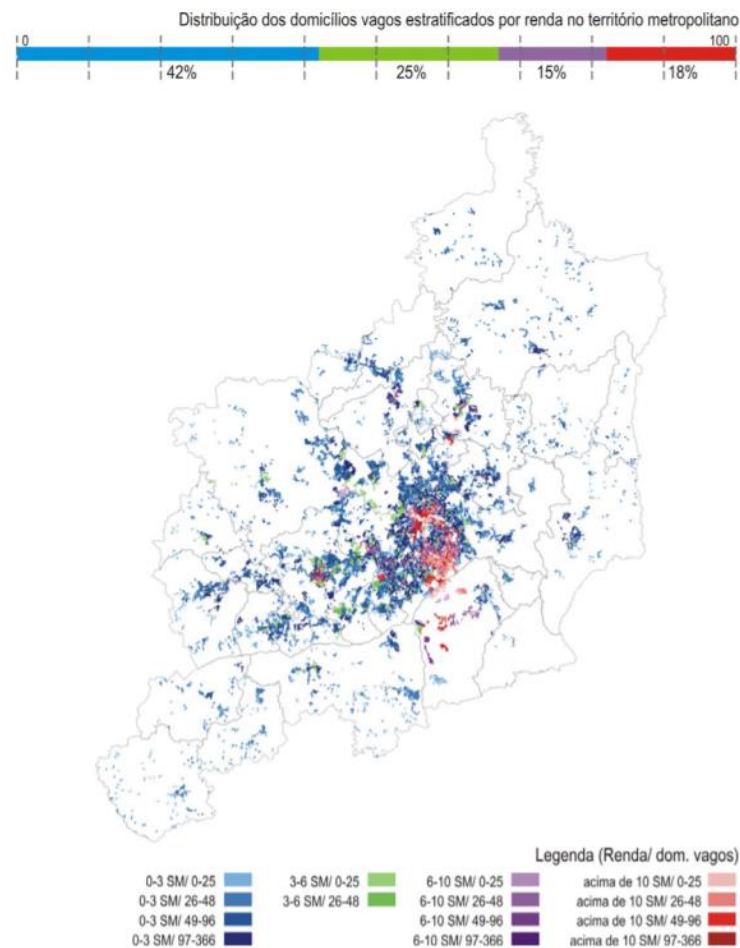 Distribuição dos domicílios vagos estratificados por renda no território metropolitano
0 100
42% 25% 15% 18%
Legenda (Renda/ dom. vagos)
0-3 SM/ 0-25 3-6 SM/ 0-25 6-10 SM/ 0-25 acima de 10 SM/ 0-25
0-3 SM/ 26-48 3-6 SM/ 26-48 6-10 SM/ 26-48 acima de 10 SM/ 26-48
0-3 SM/ 49-96 6-10 SM/ 49-96 acima de 10 SM/ 49-96
0-3 SM/ 97-366 6-10 SM/ 97-366 acima de 10 SM/ 97-366